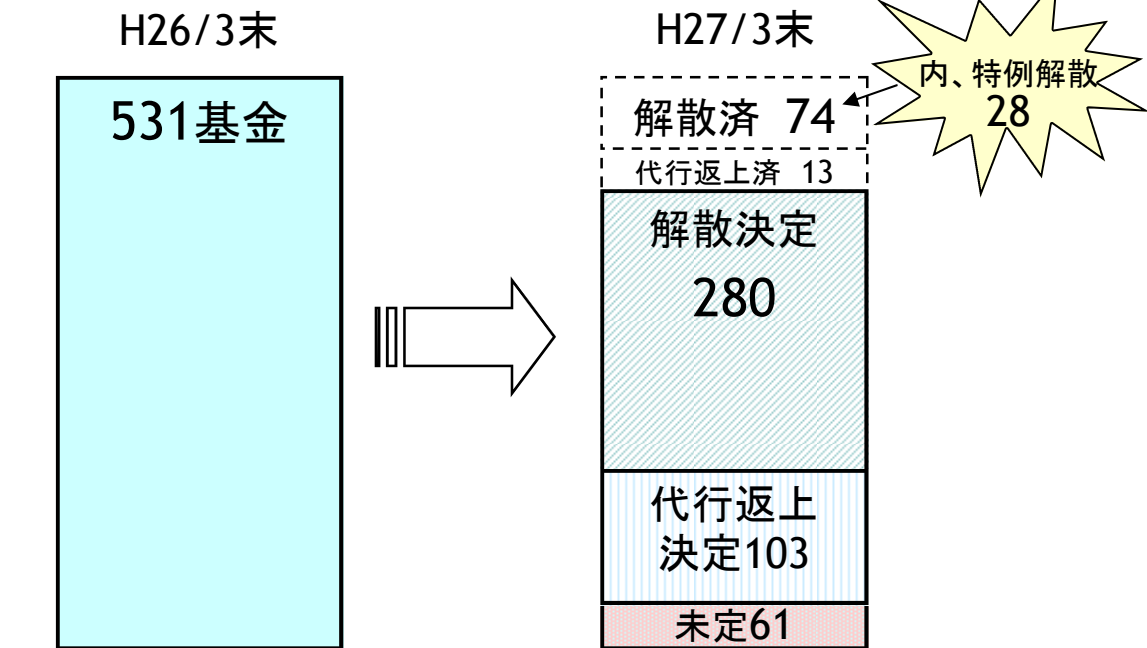 H26/3末
531基金
H27/3末
内、特例解散
28
解散済 74
代行返上済 13
解散決定
280
代行返上
決定103
未定61